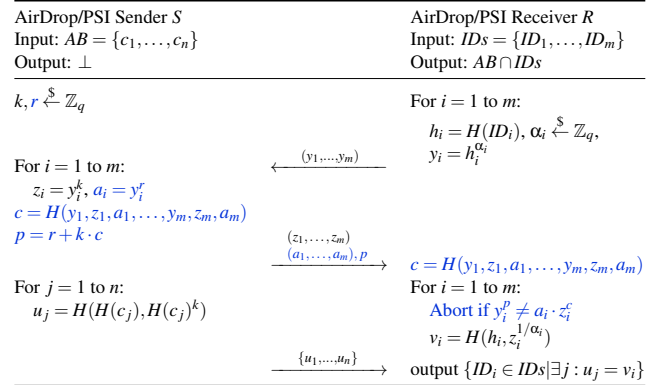 AirDrop/PSI Sender S
Input: AB = {c₁,...,cₙ}
Output: ⊥
AirDrop/PSI Receiver R
Input: IDs = {ID₁,...,IDₘ}
Output: AB∩IDs
k, r ←$ ℤ_q
For i = 1 to m:
hᵢ = H(IDᵢ), αᵢ ←$ ℤ_q,
yᵢ = hᵢ^{αᵢ}
(y₁,...,yₘ)
For i = 1 to m:
zᵢ = yᵢ^k, aᵢ = yᵢ^r
c = H(y₁,z₁,a₁,...,yₘ,zₘ,aₘ)
p = r + k·c
(z₁,...,zₘ)
(a₁,...,aₘ), p
c = H(y₁,z₁,a₁,...,yₘ,zₘ,aₘ)
For i = 1 to m:
Abort if yᵢ^p ≠ aᵢ·zᵢ^c
vᵢ = H(hᵢ, zᵢ^{1/αᵢ})
For j = 1 to n:
uⱼ = H(H(cⱼ), H(cⱼ)^k)
{u₁,...,uₙ}
output {IDᵢ ∈ IDs|∃j : uⱼ = vᵢ}